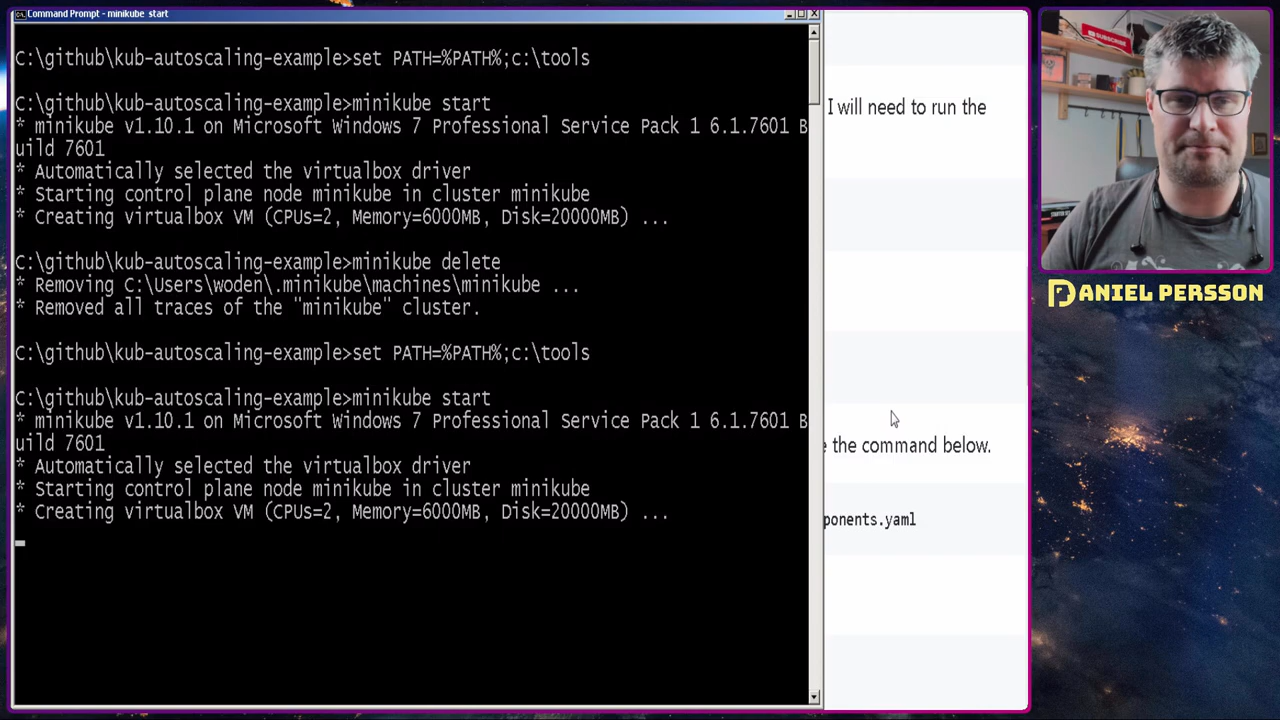 Command Prompt - minikube start
C:\github\kub-autoscaling-example>set PATH=%PATH%;c:\tools
C:\github\kub-autoscaling-example>minikube start
* minikube v1.10.1 on Microsoft Windows 7 Professional Service Pack 1 6.1.7601 B
uild 7601
* Automatically selected the virtualbox driver
* Starting control plane node minikube in cluster minikube
* Creating virtualbox VM (CPUs=2, Memory=6000MB, Disk=20000MB) ...
C:\github\kub-autoscaling-example>minikube delete
* Removing C:\Users\woden\.minikube\machines\minikube ...
* Removed all traces of the "minikube" cluster.
C:\github\kub-autoscaling-example>set PATH=%PATH%;c:\tools
C:\github\kub-autoscaling-example>minikube start
* minikube v1.10.1 on Microsoft Windows 7 Professional Service Pack 1 6.1.7601 B
uild 7601
* Automatically selected the virtualbox driver
* Starting control plane node minikube in cluster minikube
* Creating virtualbox VM (CPUs=2, Memory=6000MB, Disk=20000MB) ...
I will need to run the
e the command below.
ponents.yaml
SUBSCRIBE
DANIEL PERSSON